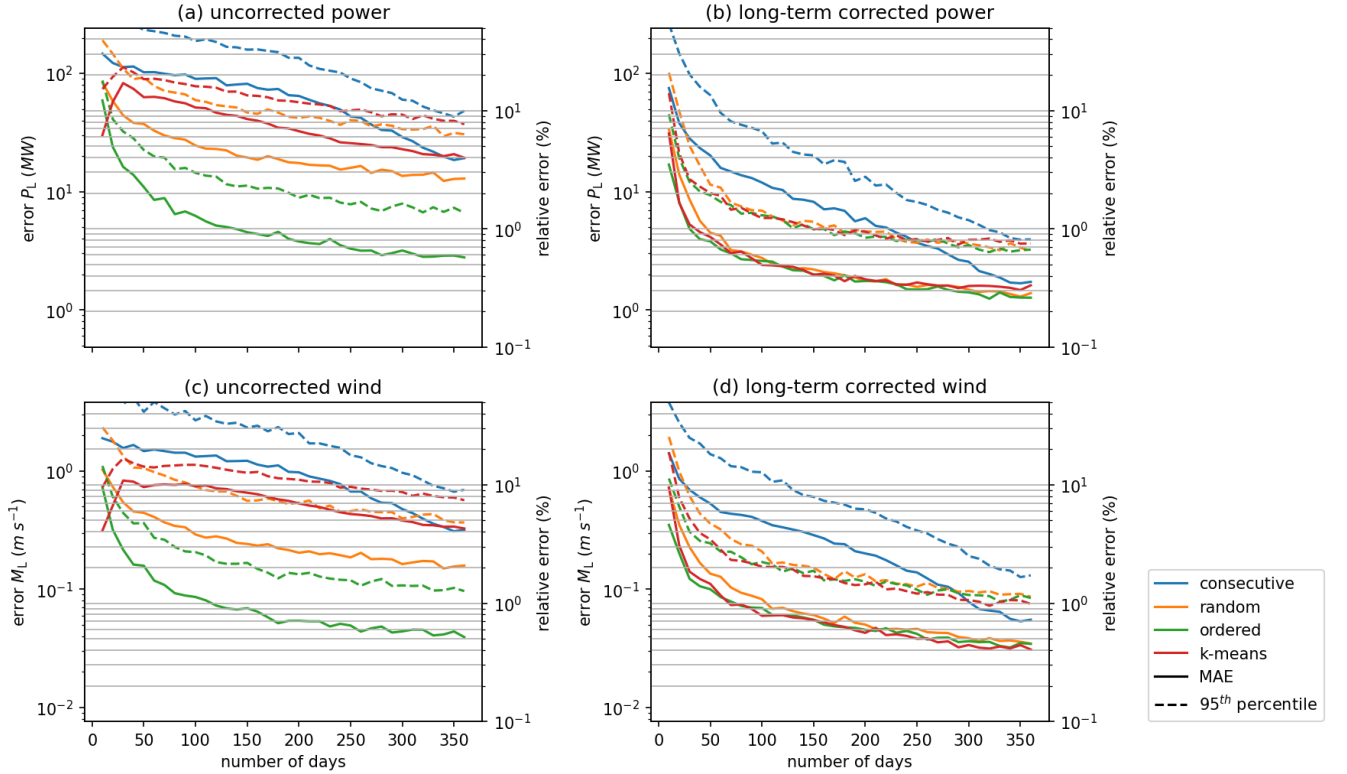 (a) uncorrected power
(b) long-term corrected power
error P_L (MW)
10^2
10^1
10^0
relative error (%)
10^1
10^0
10^-1
error P_L (MW)
10^2
10^1
10^0
relative error (%)
10^1
10^0
10^-1
(c) uncorrected wind
(d) long-term corrected wind
error M_L (m s^-1)
10^0
10^-1
10^-2
relative error (%)
10^1
10^0
10^-1
error M_L (m s^-1)
10^0
10^-1
10^-2
relative error (%)
10^1
10^0
10^-1
0 50 100 150 200 250 300 350
number of days
0 50 100 150 200 250 300 350
number of days
consecutive
random
ordered
k-means
MAE
95^th percentile